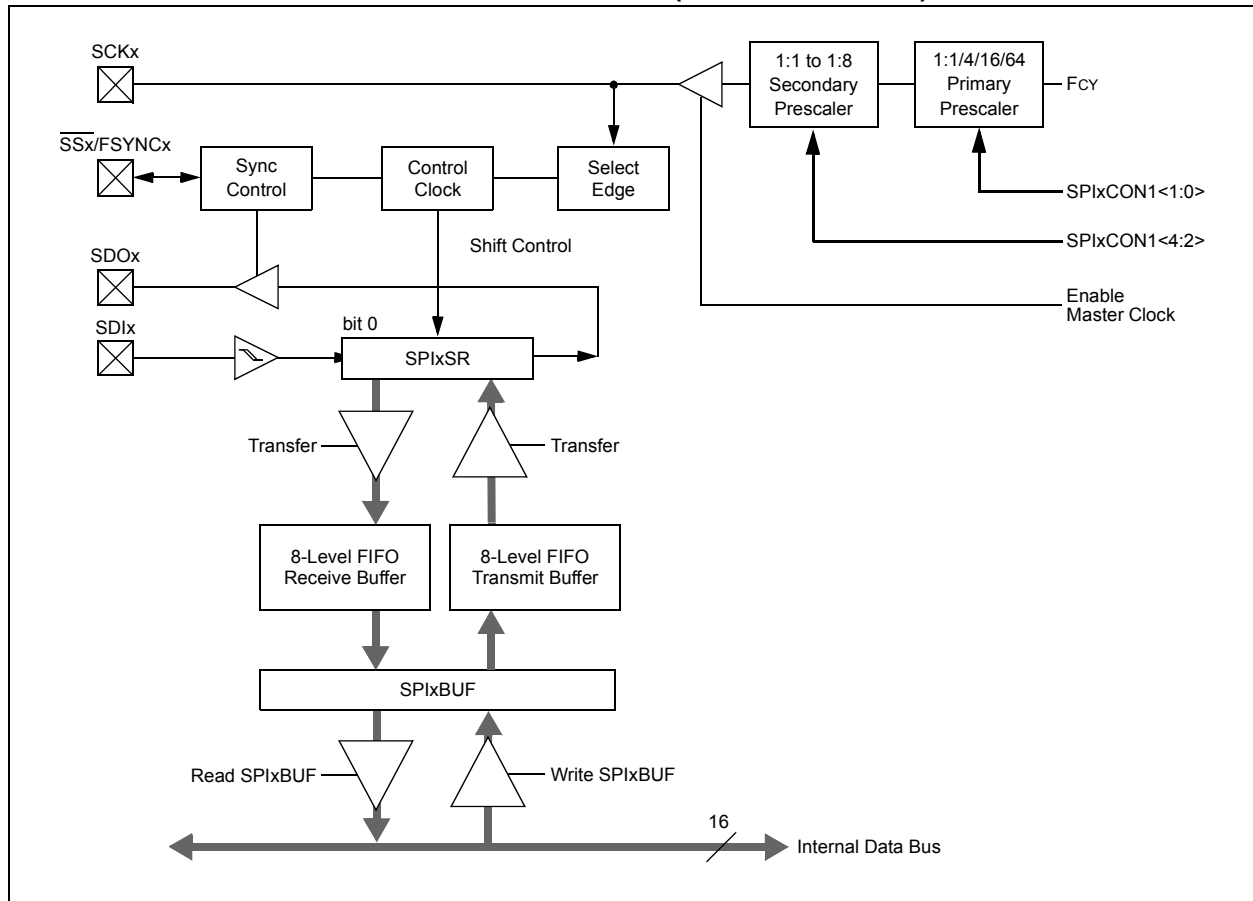 SCKx
1:1 to 1:8
Secondary
Prescaler
1:1/4/16/64
Primary
Prescaler
FCY
SSx/FSYNCx
Sync
Control
Control
Clock
Select
Edge
SPIxCON1<1:0>
Shift Control
SPIxCON1<4:2>
SDOx
Enable
Master Clock
SDIx
bit 0
SPIxSR
Transfer
Transfer
8-Level FIFO
Receive Buffer
8-Level FIFO
Transmit Buffer
SPIxBUF
Read SPIxBUF
Write SPIxBUF
16
Internal Data Bus